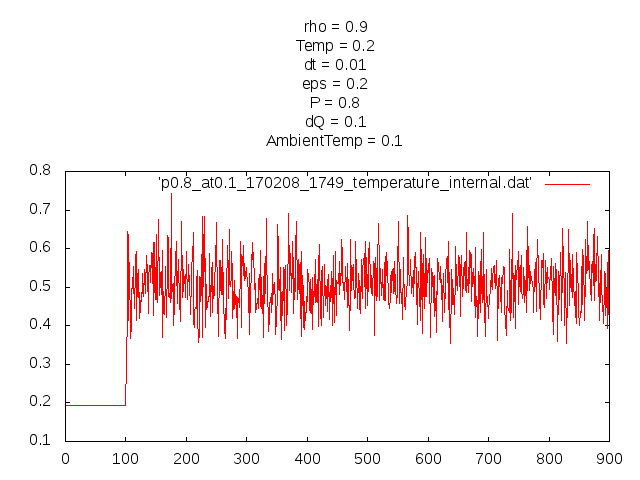 rho = 0.9
Temp = 0.2
dt = 0.01
eps = 0.2
P = 0.8
dQ = 0.1
AmbientTemp = 0.1
'p0.8_at0.1_170208_1749_temperature_internal.dat'
0.8
0.7
0.6
0.5
0.4
0.3
0.2
0.1
0 100 200 300 400 500 600 700 800 900